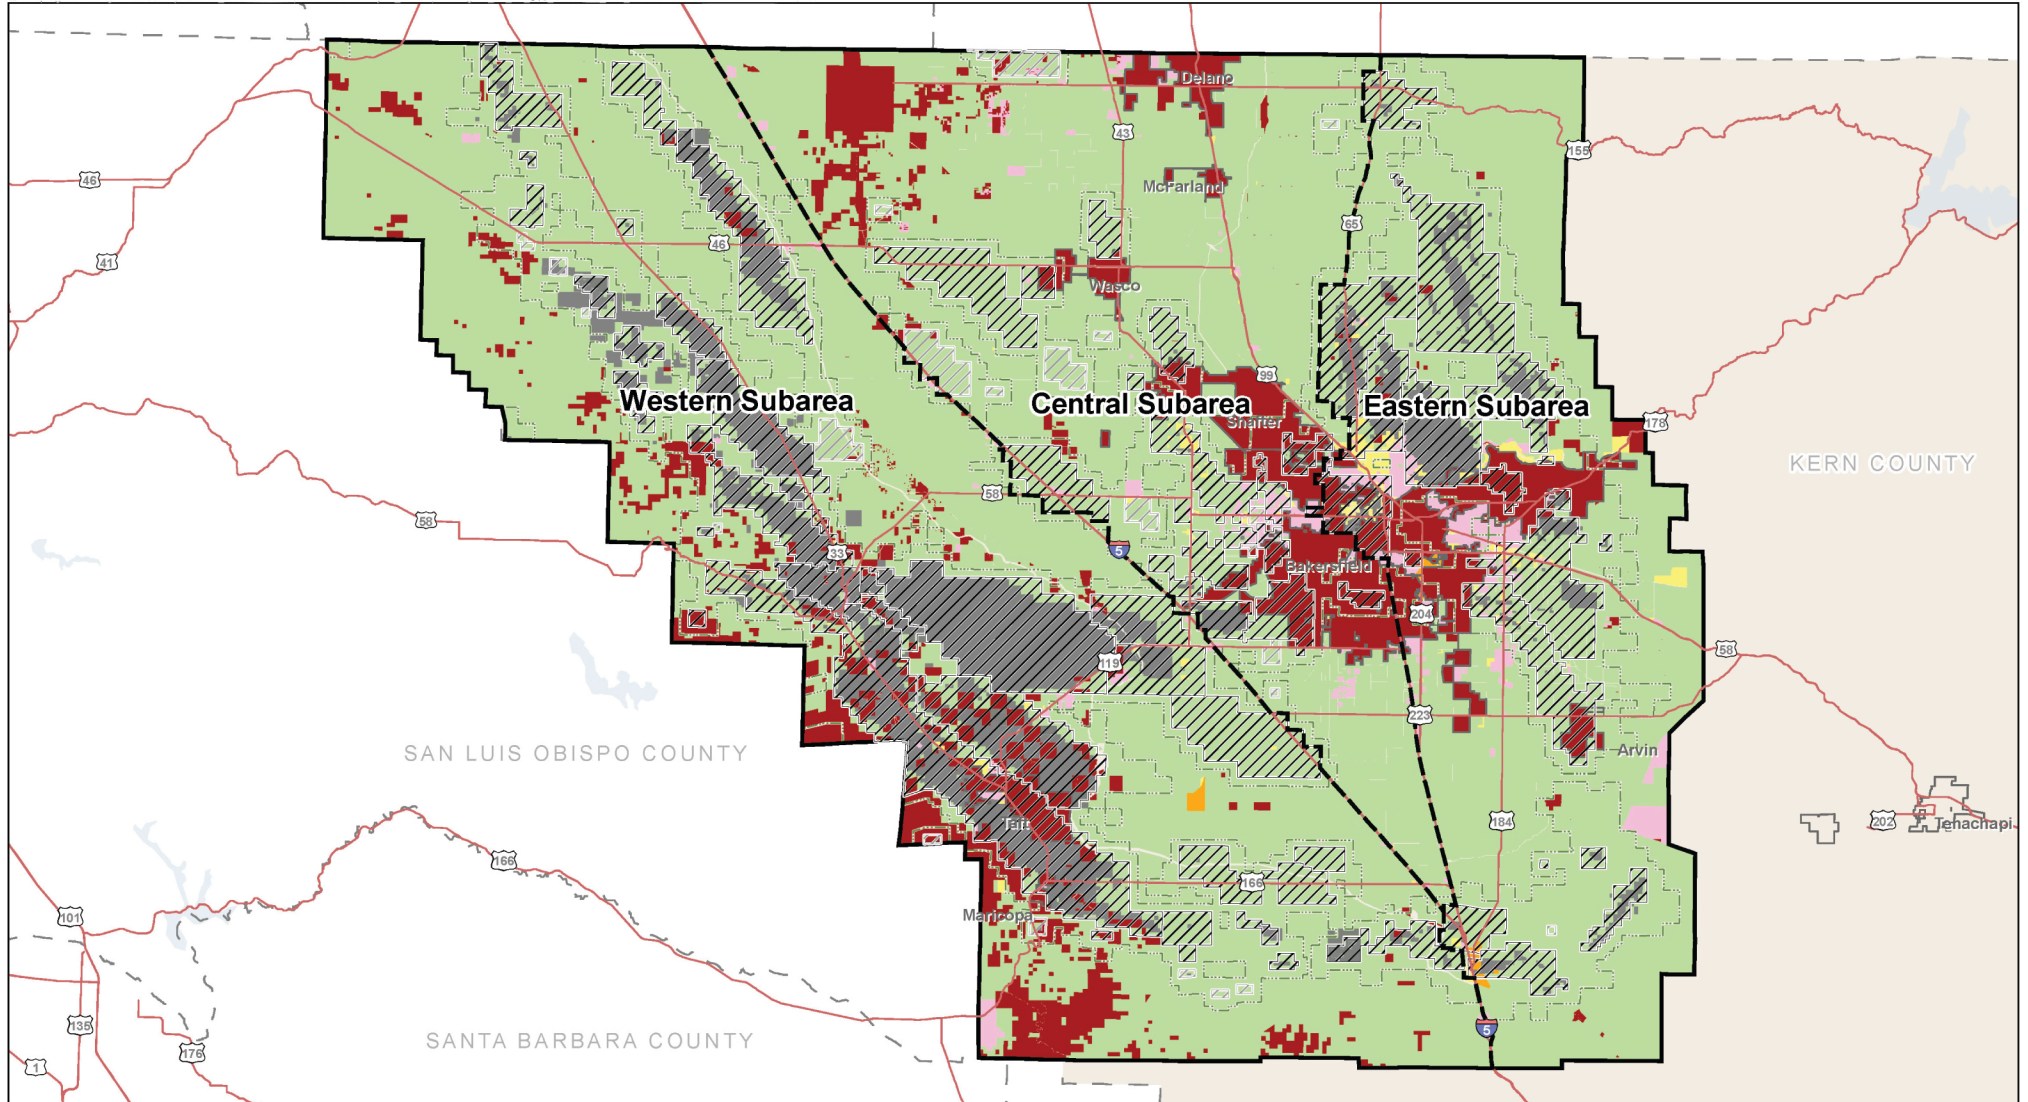 Delano
43
155
46
McFarland
65
46
41
Wasco
99
Western Subarea
Central Subarea
Eastern Subarea
Shafter
178
KERN COUNTY
58
58
33
5
Bakersfield
204
119
58
223
SAN LUIS OBISPO COUNTY
Arvin
184
Taft
202
Tehachapi
166
166
101
Maricopa
135
5
SANTA BARBARA COUNTY
176
1